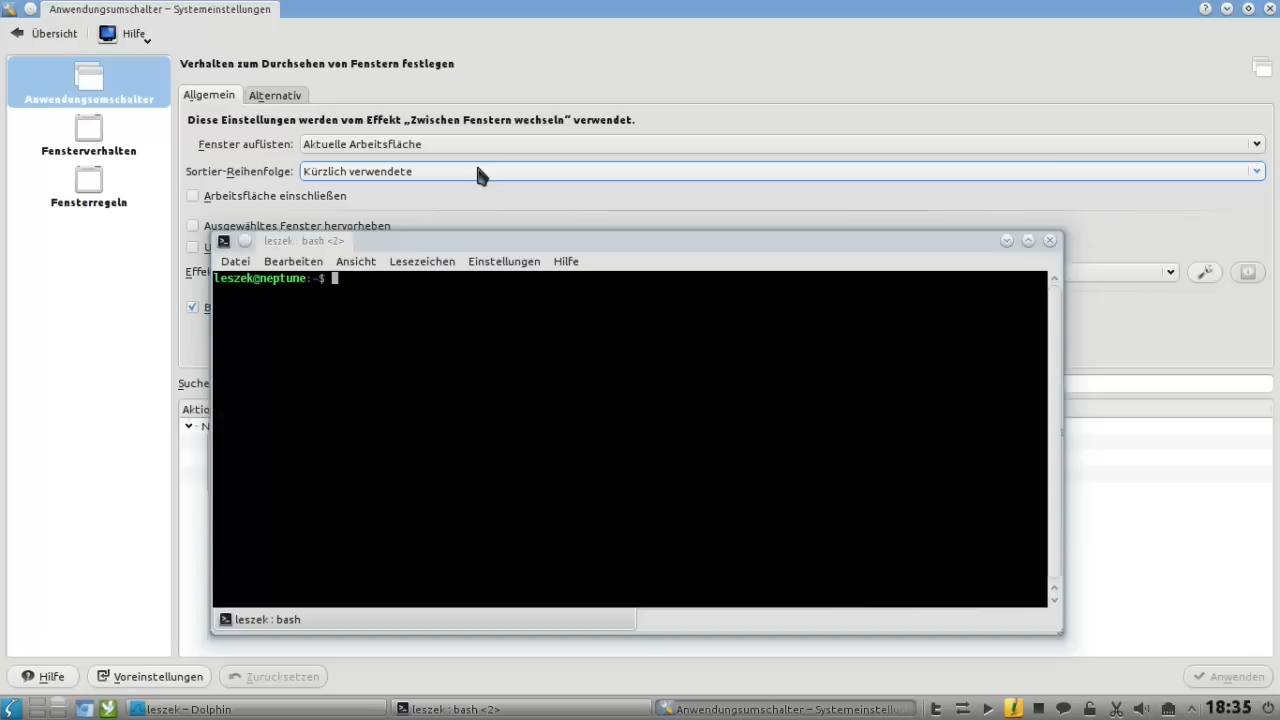 Anwendungsumschalter – Systemeinstellungen
Übersicht Hilfe
Verhalten zum Durchsehen von Fenstern festlegen
Anwendungsumschalter
Fensterverhalten
Fensterregeln
Allgemein Alternativ
Diese Einstellungen werden vom Effekt „Zwischen Fenstern wechseln“ verwendet.
Fenster auflisten: Aktuelle Arbeitsfläche
Sortier-Reihenfolge: Kürzlich verwendete
Arbeitsfläche einschließen
Ausgewähltes Fenster hervorheben
leszek : bash <2>
Datei Bearbeiten Ansicht Lesezeichen Einstellungen Hilfe
leszek@neptune:~$
leszek : bash
Suche
Aktio
Hilfe Voreinstellungen Zurücksetzen Anwenden
leszek – Dolphin leszek : bash <2> Anwendungsumschalter – Systemeinstellu 18:35